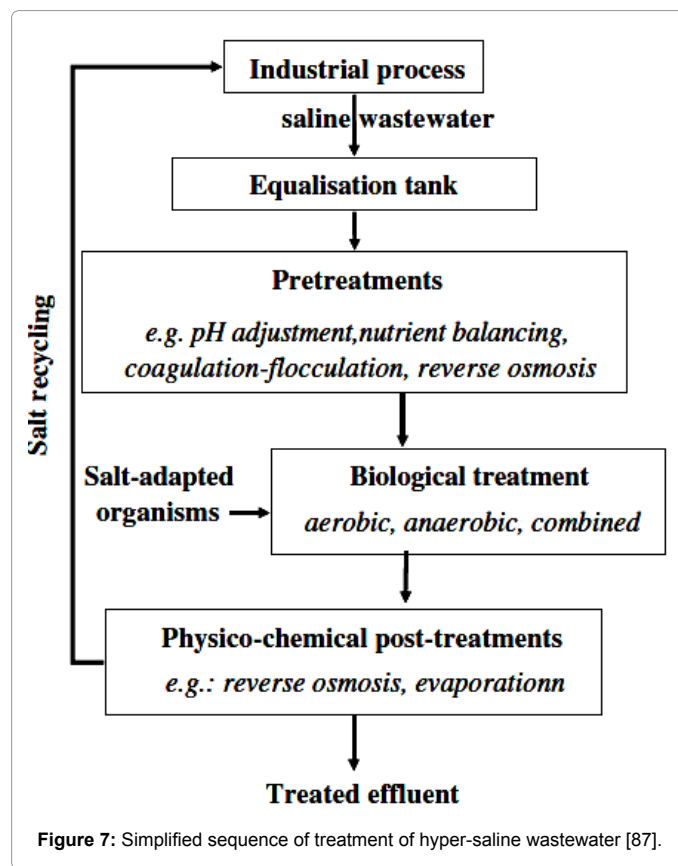 Industrial process
saline wastewater
Equalisation tank
Pretreatments
e.g. pH adjustment,nutrient balancing,
coagulation-flocculation, reverse osmosis
Salt recycling
Salt-adapted
organisms
Biological treatment
aerobic, anaerobic, combined
Physico-chemical post-treatments
e.g.: reverse osmosis, evaporationn
Treated effluent
Figure 7: Simplified sequence of treatment of hyper-saline wastewater [87].